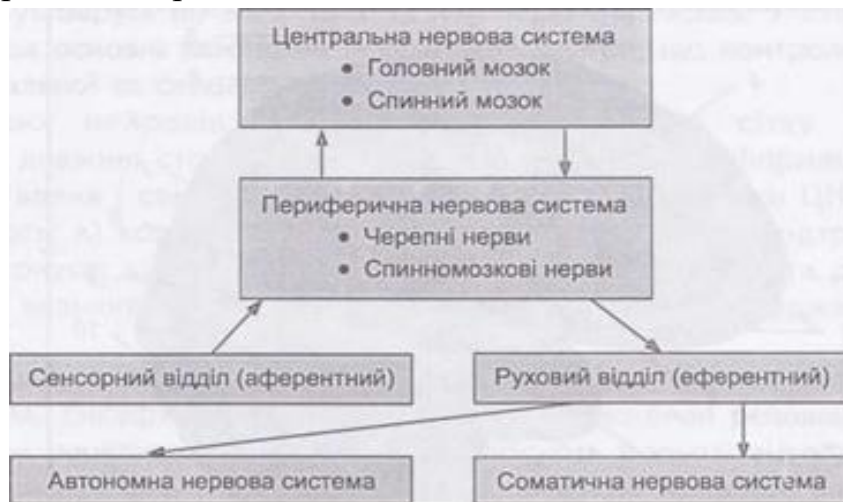 Центральна нервова система
• Головний мозок
• Спинний мозок
Периферична нервова система
• Черепні нерви
• Спинномозкові нерви
Сенсорний відділ (аферентний)
Руховий відділ (еферентний)
Автономна нервова система
Соматична нервова система